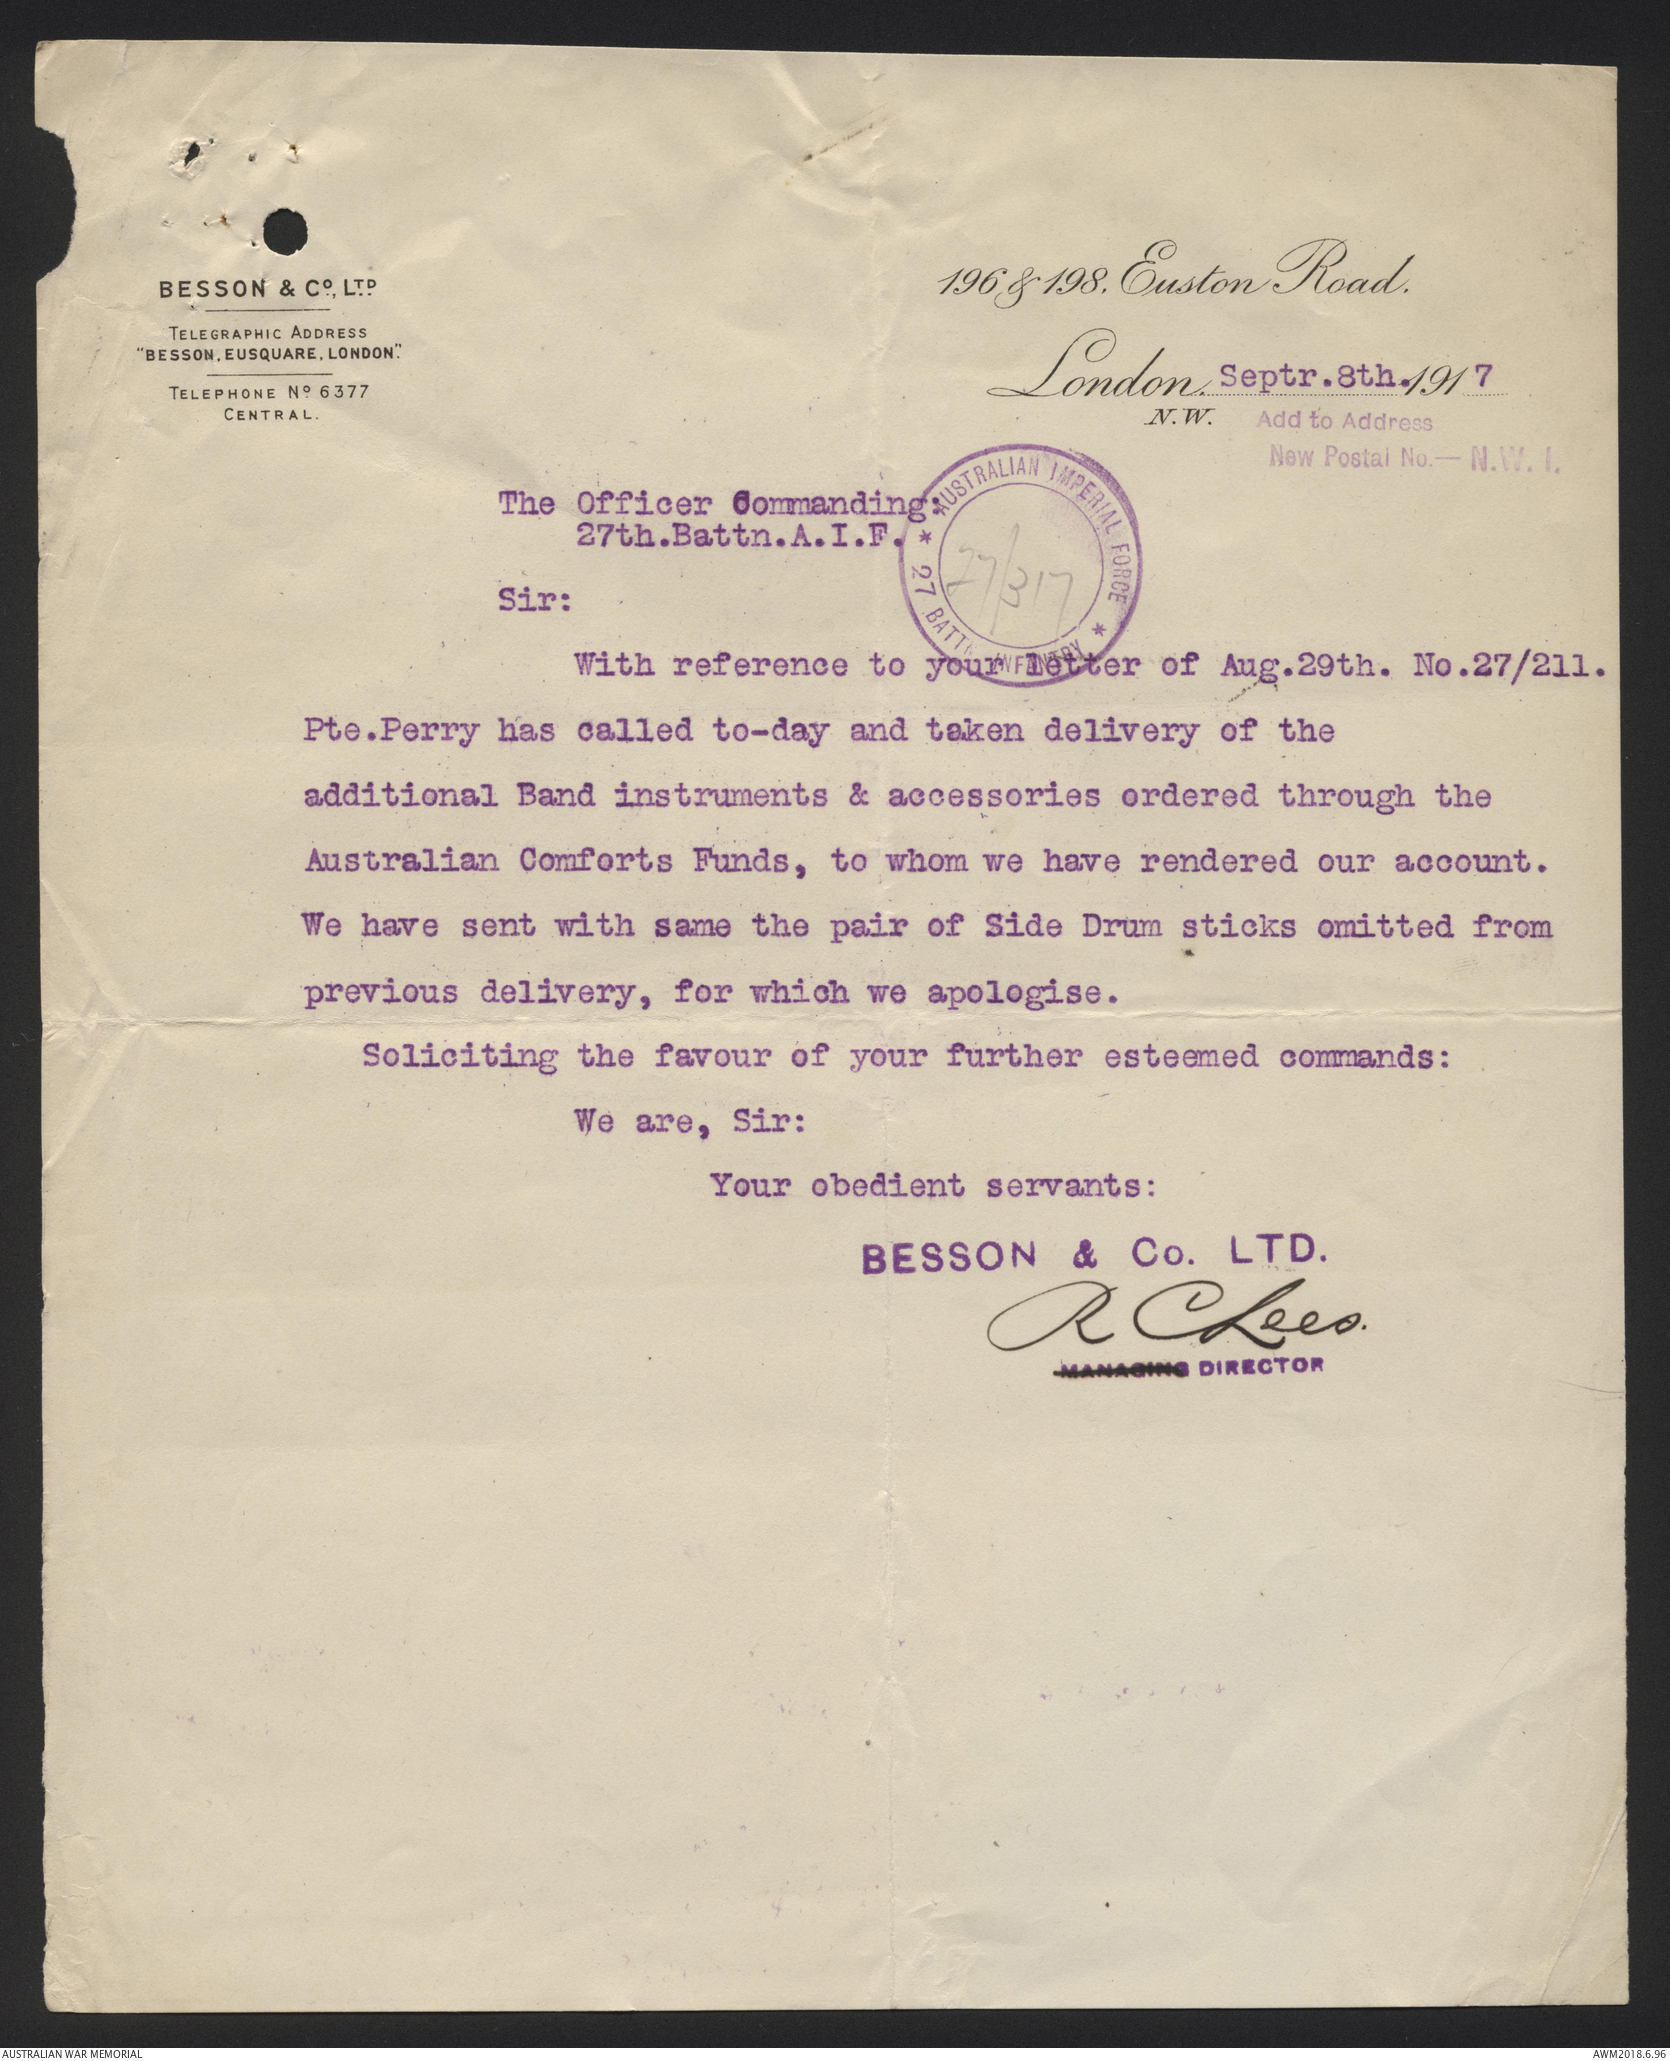 BESSON & Co., LTD
TELEGRAPHIC ADDRESS
"BESSON, EUSQUARE, LONDON".
TELEPHONE No 6377
CENTRAL.
196 & 198, Euston Road.
London, Septr.8th. 1917
N.W.
Add to Address
New Postal No.— N.W. 1.
The Officer Commanding:
27th.Battn.A.I.F.
AUSTRALIAN IMPERIAL FORCE
* 27 BATTN. INFANTRY *
27/317
Sir:
With reference to your Letter of Aug.29th. No.27/211.
Pte.Perry has called to-day and taken delivery of the
additional Band instruments & accessories ordered through the
Australian Comforts Funds, to whom we have rendered our account.
We have sent with same the pair of Side Drum sticks omitted from
previous delivery, for which we apologise.
Soliciting the favour of your further esteemed commands:
We are, Sir:
Your obedient servants:
BESSON & Co. LTD.
R C Lees.
MANAGING DIRECTOR
AUSTRALIAN WAR MEMORIAL
AWM2018.6.96